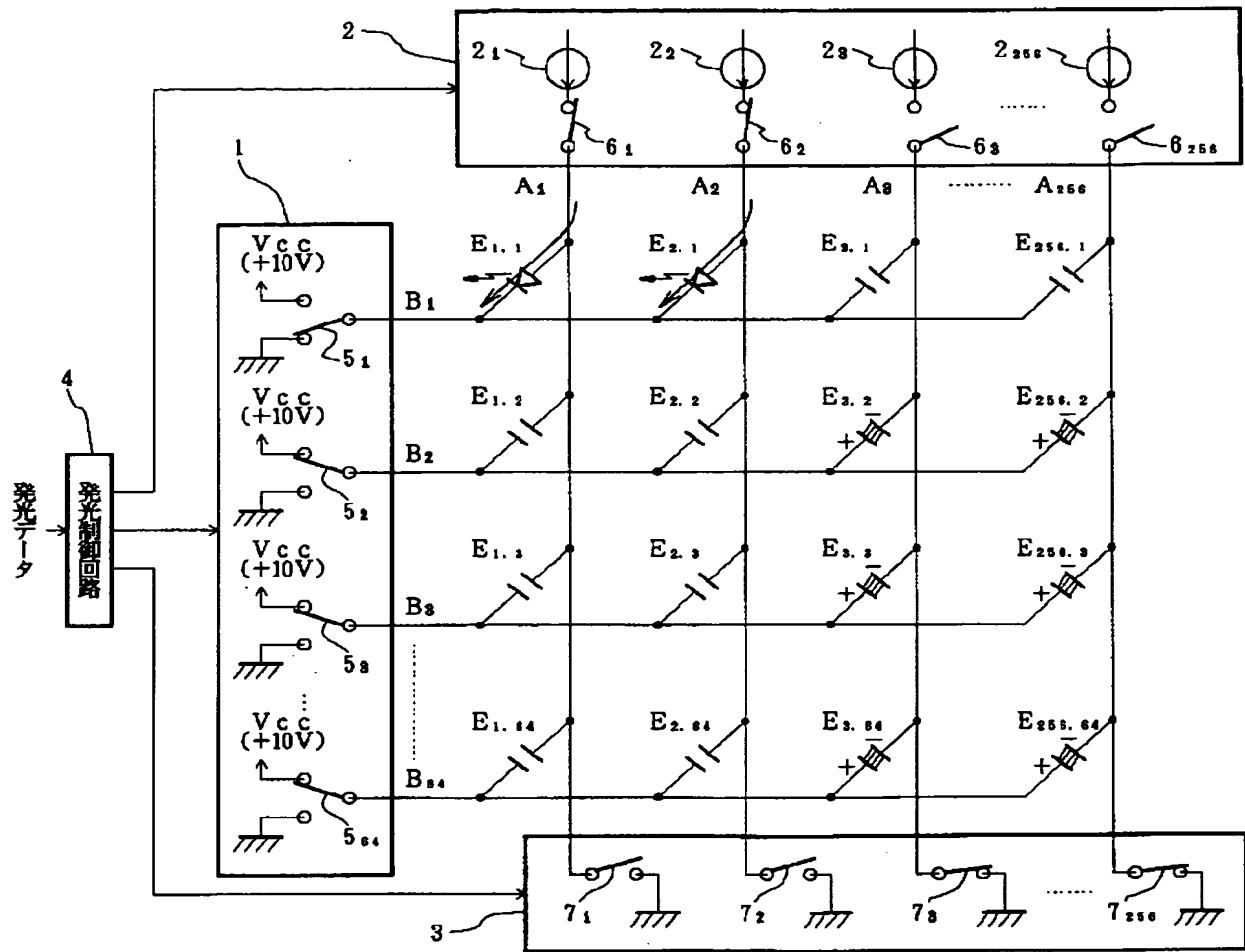 2
2₁
2₂
2₃
2₂₅₆
6₁
6₂
6₃
6₂₅₆
1
A₁
A₂
A₃
A₂₅₆
Vcc
(+10V)
E₁.₁
E₂.₁
E₃.₁
E₂₅₆.₁
B₁
5₁
4
Vcc
(+10V)
E₁.₂
E₂.₂
E₃.₂
E₂₅₆.₂
B₂
+ −
+ −
5₂
発光データ
発光制御回路
Vcc
(+10V)
E₁.₃
E₂.₃
E₃.₃
E₂₅₆.₃
B₃
+ −
+ −
5₃
Vcc
(+10V)
E₁.₆₄
E₂.₆₄
E₃.₆₄
E₂₅₆.₆₄
B₆₄
+ −
+ −
5₆₄
7₁
7₂
7₃
7₂₅₆
3